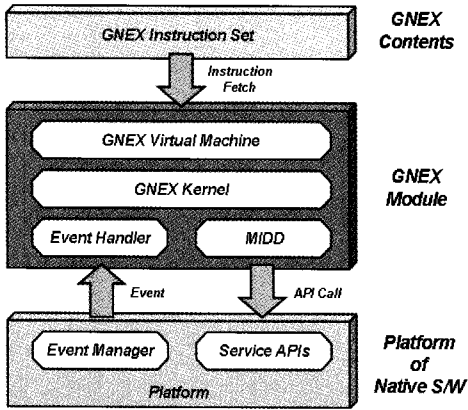 GNEX Instruction Set
GNEX
Contents
Instruction
Fetch
GNEX Virtual Machine
GNEX Kernel
GNEX
Module
Event Handler
MIDD
Event
API Call
Event Manager
Service APIs
Platform
Platform
of
Native S/W